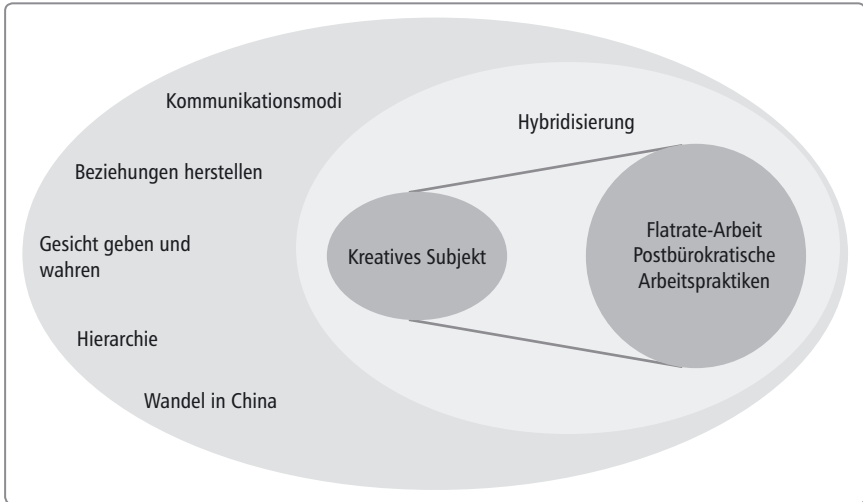 Kommunikationsmodi
Hybridisierung
Beziehungen herstellen
Gesicht geben und
wahren
Kreatives Subjekt
Flatrate-Arbeit
Postbürokratische
Arbeitspraktiken
Hierarchie
Wandel in China